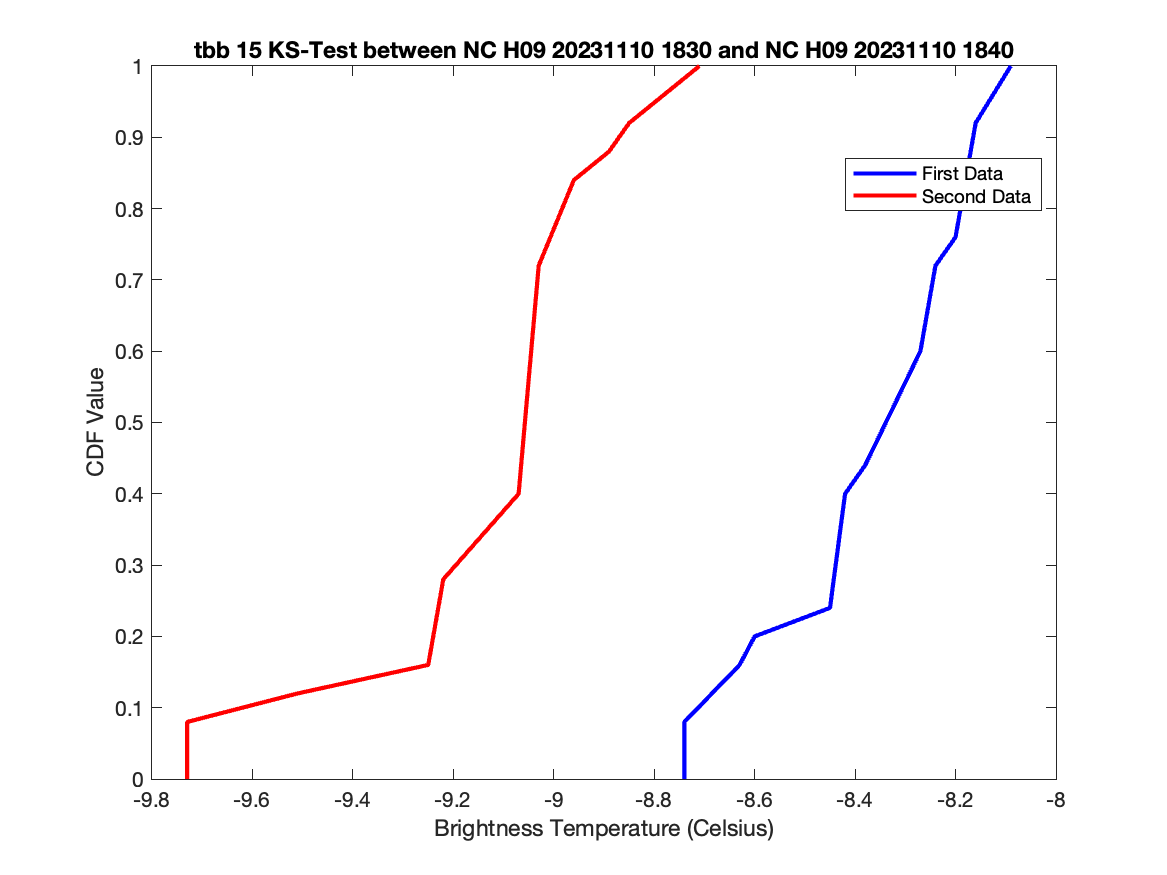 tbb 15 KS-Test between NC H09 20231110 1830 and NC H09 20231110 1840
1
0.9
0.8
0.7
0.6
0.5
0.4
0.3
0.2
0.1
0
CDF Value
First Data
Second Data
-9.8 -9.6 -9.4 -9.2 -9 -8.8 -8.6 -8.4 -8.2 -8
Brightness Temperature (Celsius)